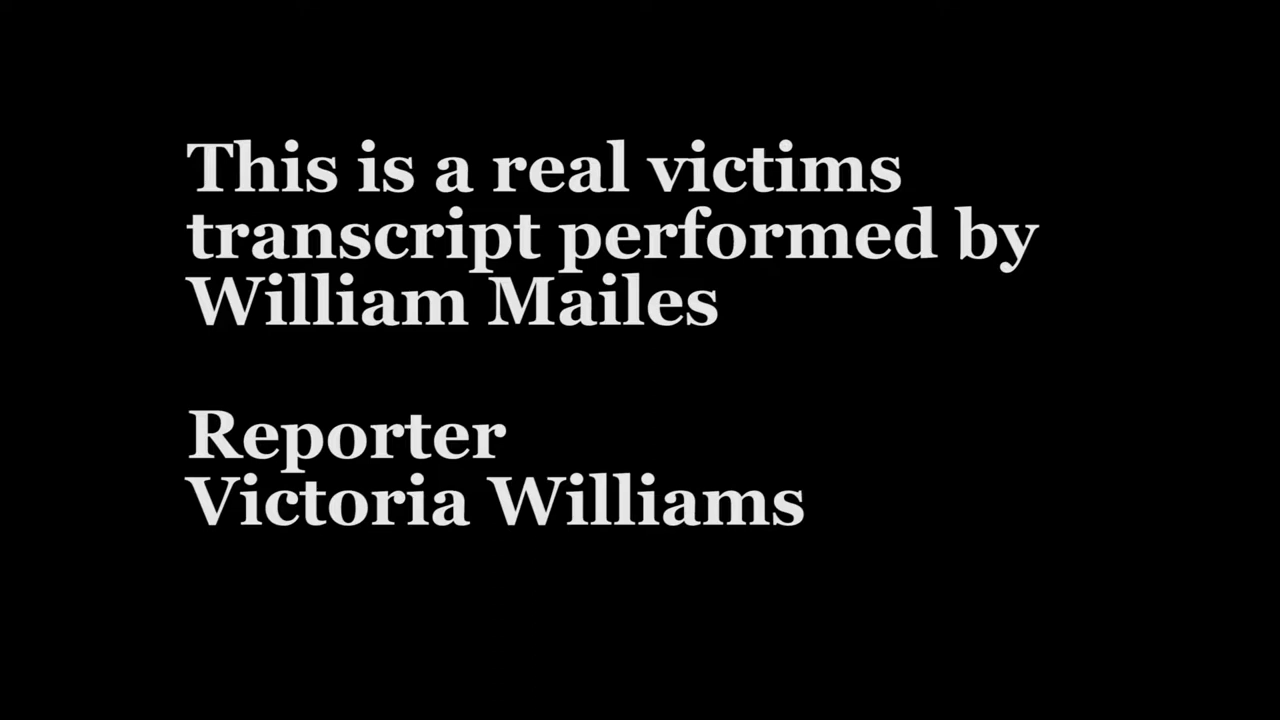 This is a real victims
transcript performed by
William Mailes
Reporter
Victoria Williams